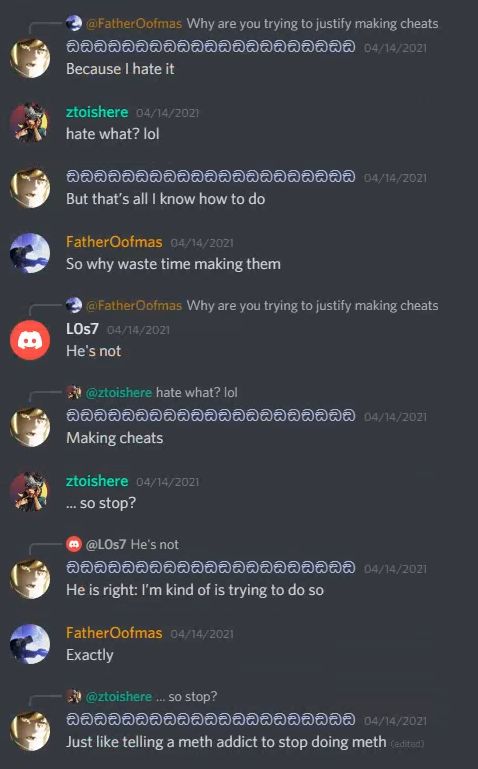 @FatherOofmas Why are you trying to justify making cheats
ඞඞඞඞඞඞඞඞඞඞඞඞඞඞඞඞඞඞඞඞඞ 04/14/2021
Because I hate it
ztoishere 04/14/2021
hate what? lol
ඞඞඞඞඞඞඞඞඞඞඞඞඞඞඞඞඞඞඞඞඞ 04/14/2021
But that's all I know how to do
FatherOofmas 04/14/2021
So why waste time making them
@FatherOofmas Why are you trying to justify making cheats
L0s7 04/14/2021
He's not
@ztoishere hate what? lol
ඞඞඞඞඞඞඞඞඞඞඞඞඞඞඞඞඞඞඞඞඞ 04/14/2021
Making cheats
ztoishere 04/14/2021
... so stop?
@L0s7 He's not
ඞඞඞඞඞඞඞඞඞඞඞඞඞඞඞඞඞඞඞඞඞ 04/14/2021
He is right: I'm kind of is trying to do so
FatherOofmas 04/14/2021
Exactly
@ztoishere ... so stop?
ඞඞඞඞඞඞඞඞඞඞඞඞඞඞඞඞඞඞඞඞඞ 04/14/2021
Just like telling a meth addict to stop doing meth (edited)